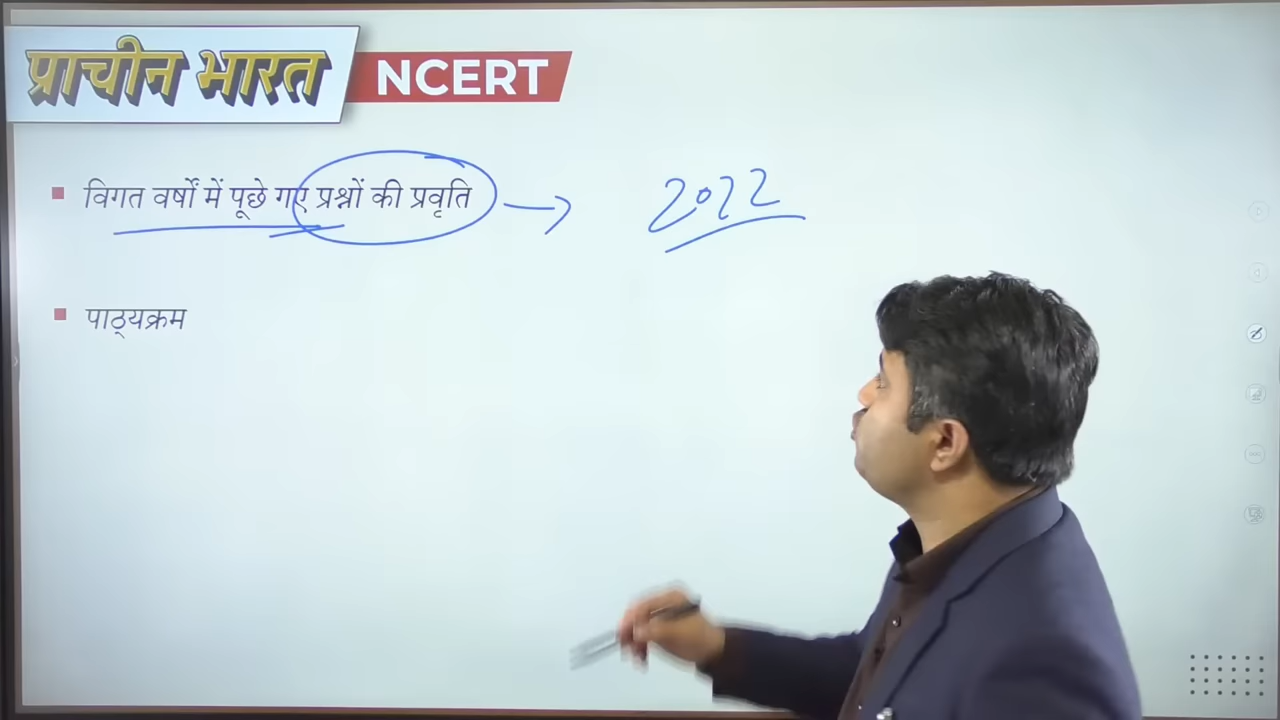 प्राचीन भारत NCERT
विगत वर्षों में पूछे गए प्रश्नों की प्रवृति → 2022
पाठ्यक्रम